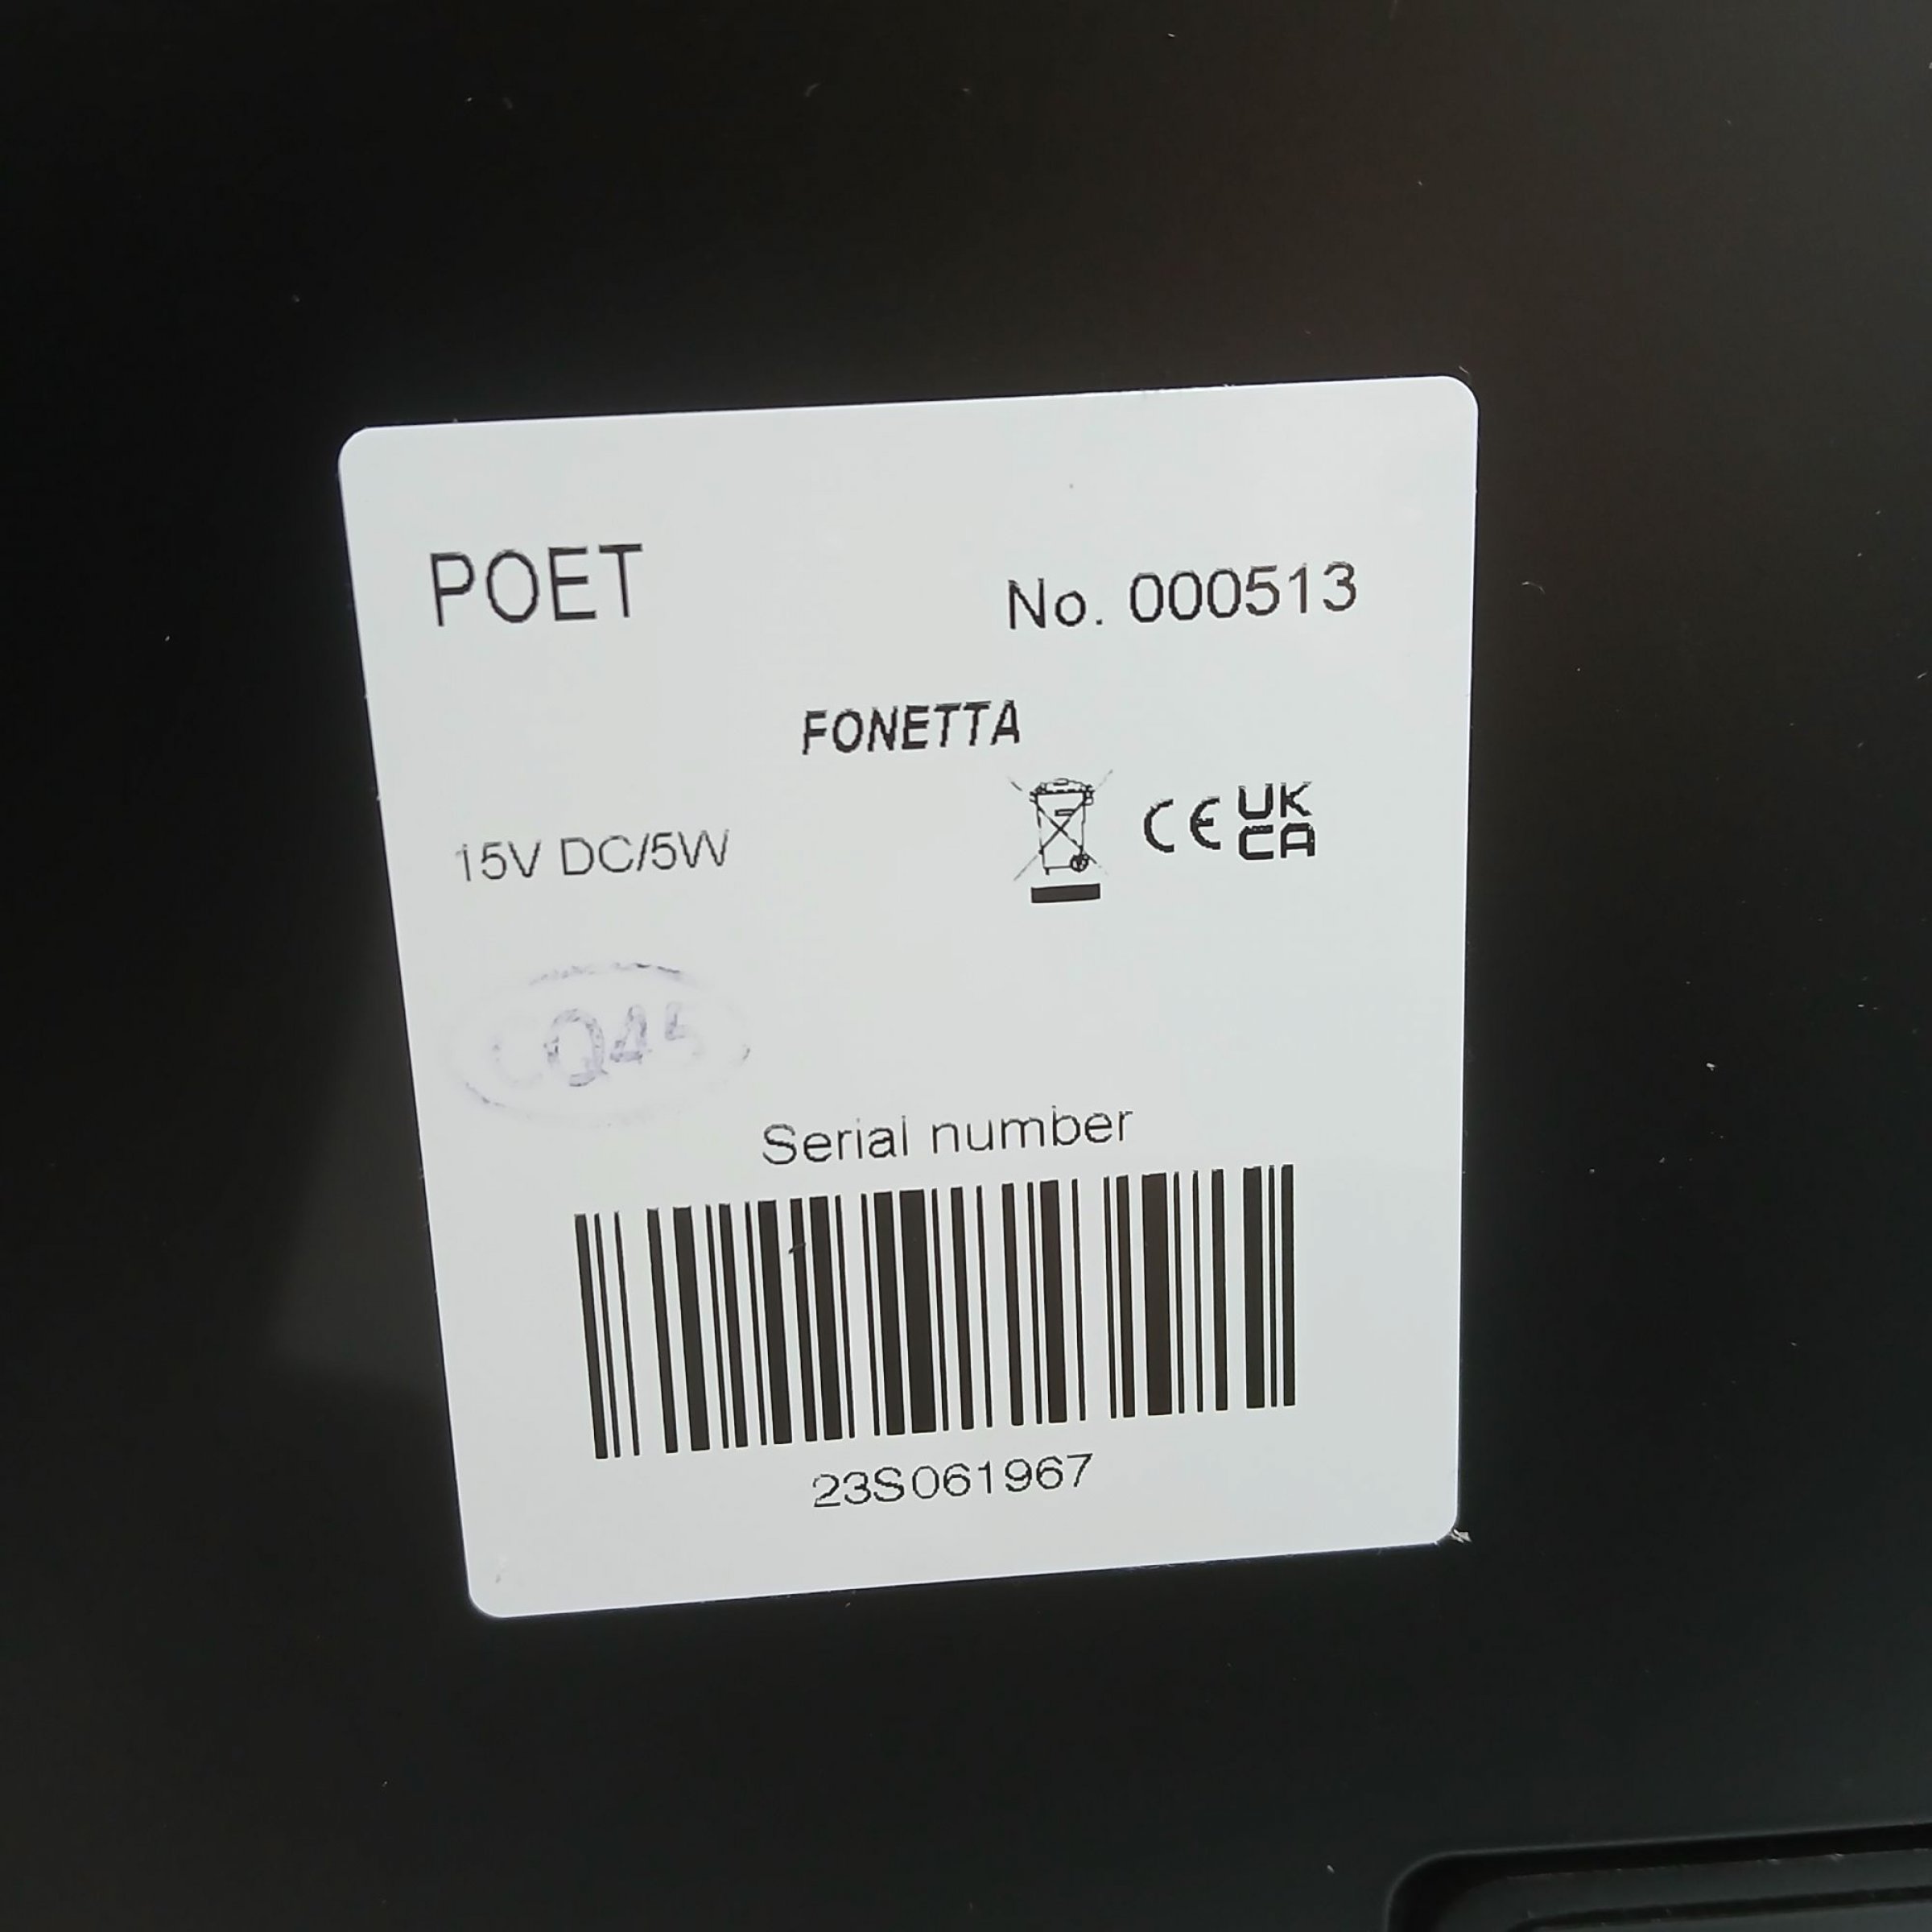 POET
No. 000513
FONETTA
15V DC/5W
CE
UK
CA
Serial number
23S061967